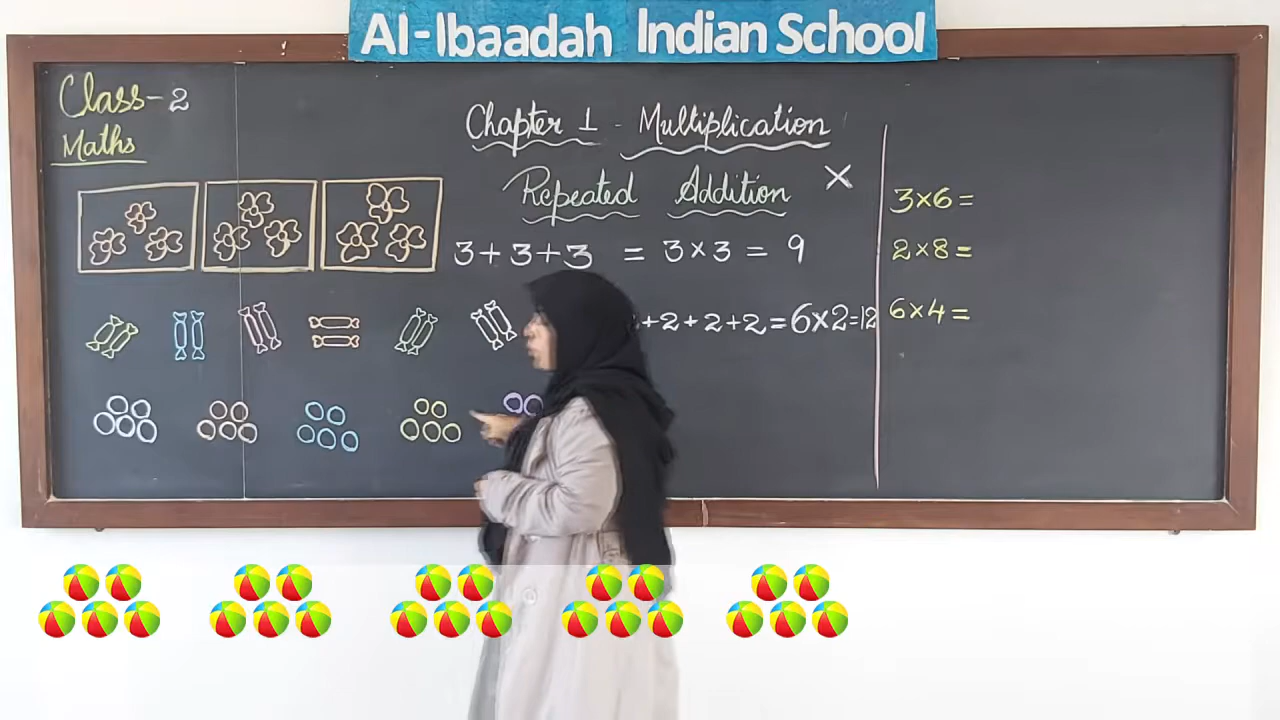 Al-Ibaadah Indian School
Class-2
Maths
Chapter 1 - Multiplication
Repeated Addition ×
3+3+3 = 3×3 = 9
+2+2+2=6×2=12
3×6=
2×8=
6×4=